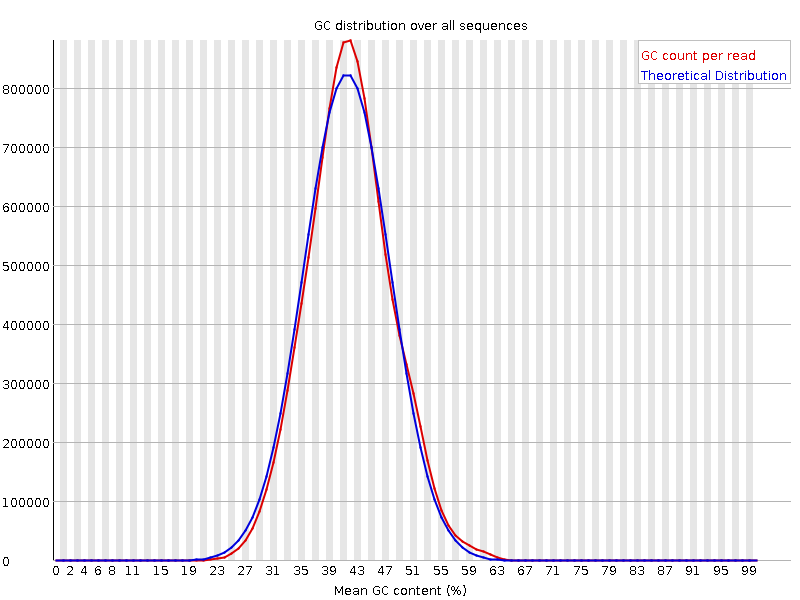 GC distribution over all sequences
GC count per read
Theoretical Distribution
800000
700000
600000
500000
400000
300000
200000
100000
0
0 2 4 6 8 11 15 19 23 27 31 35 39 43 47 51 55 59 63 67 71 75 79 83 87 91 95 99
Mean GC content (%)